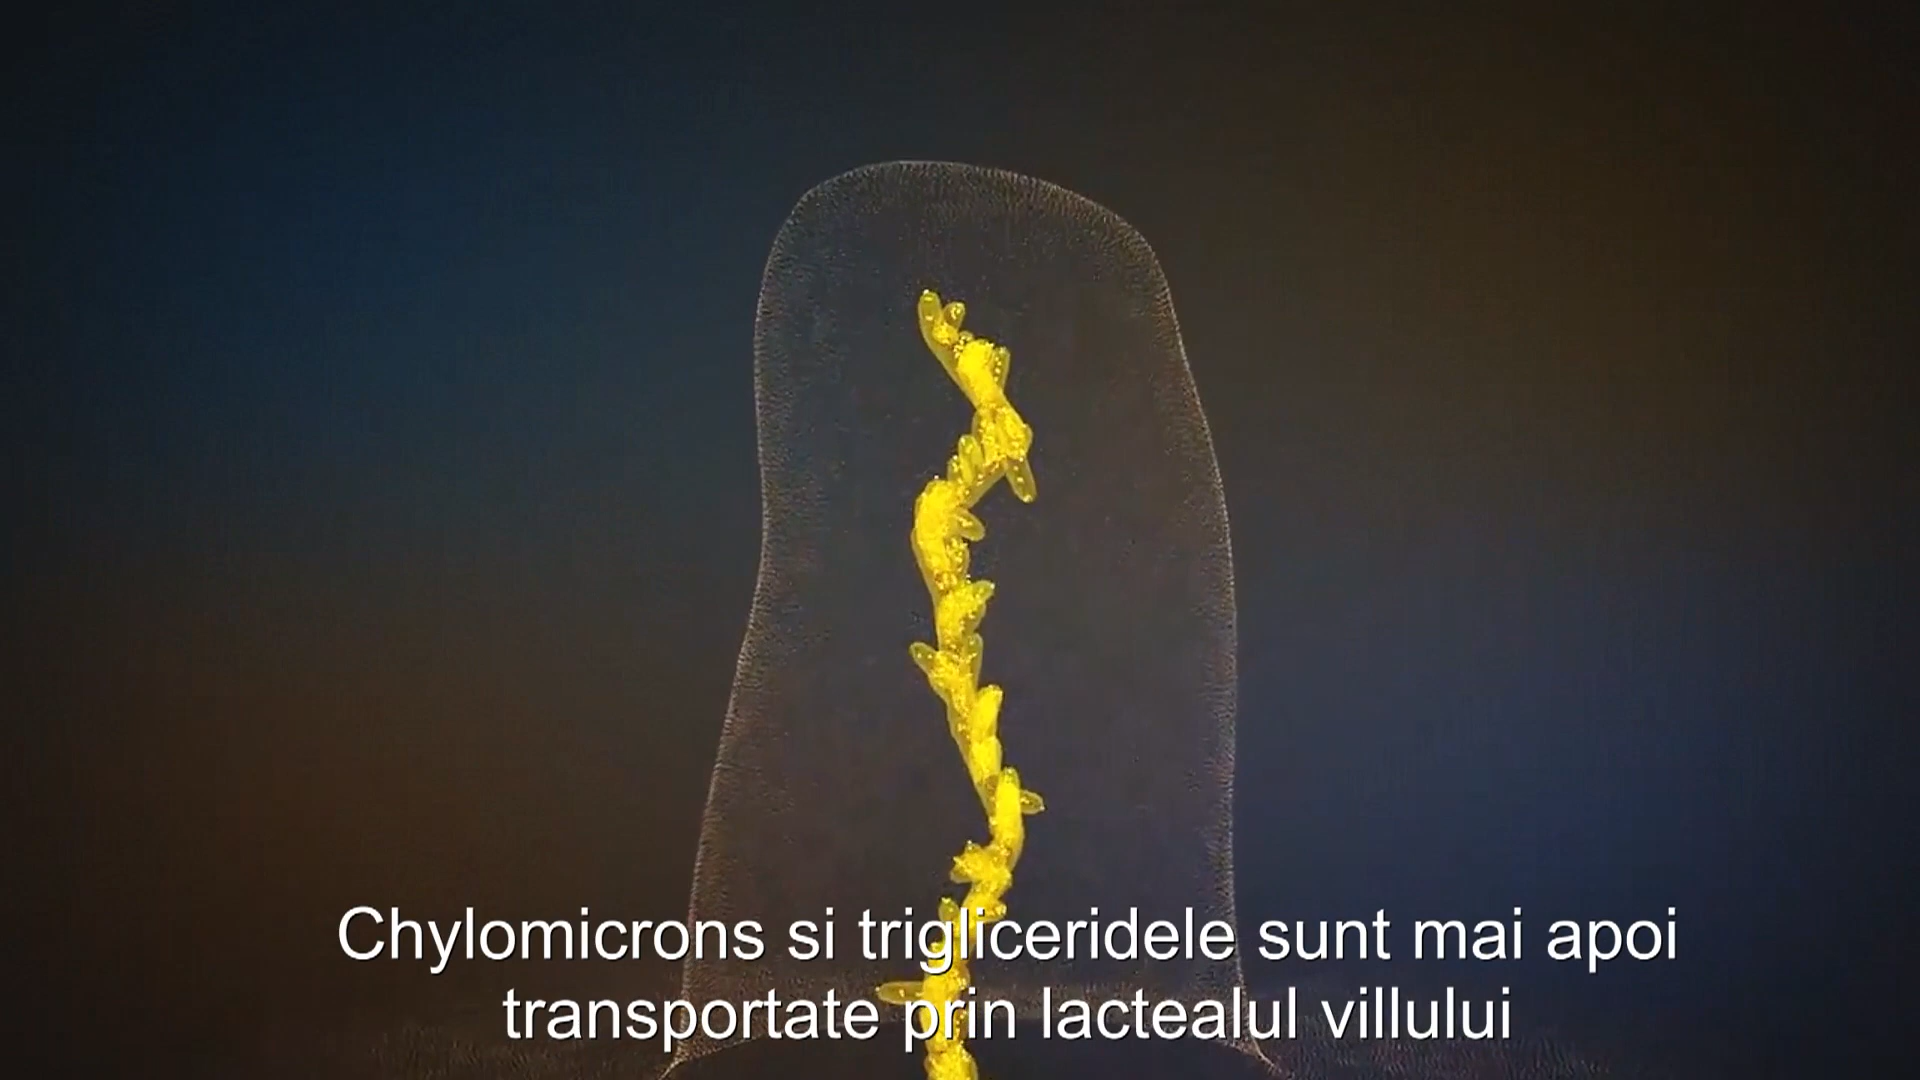 Chylomicrons si trigliceridele sunt mai apoi
transportate prin lactealul villului